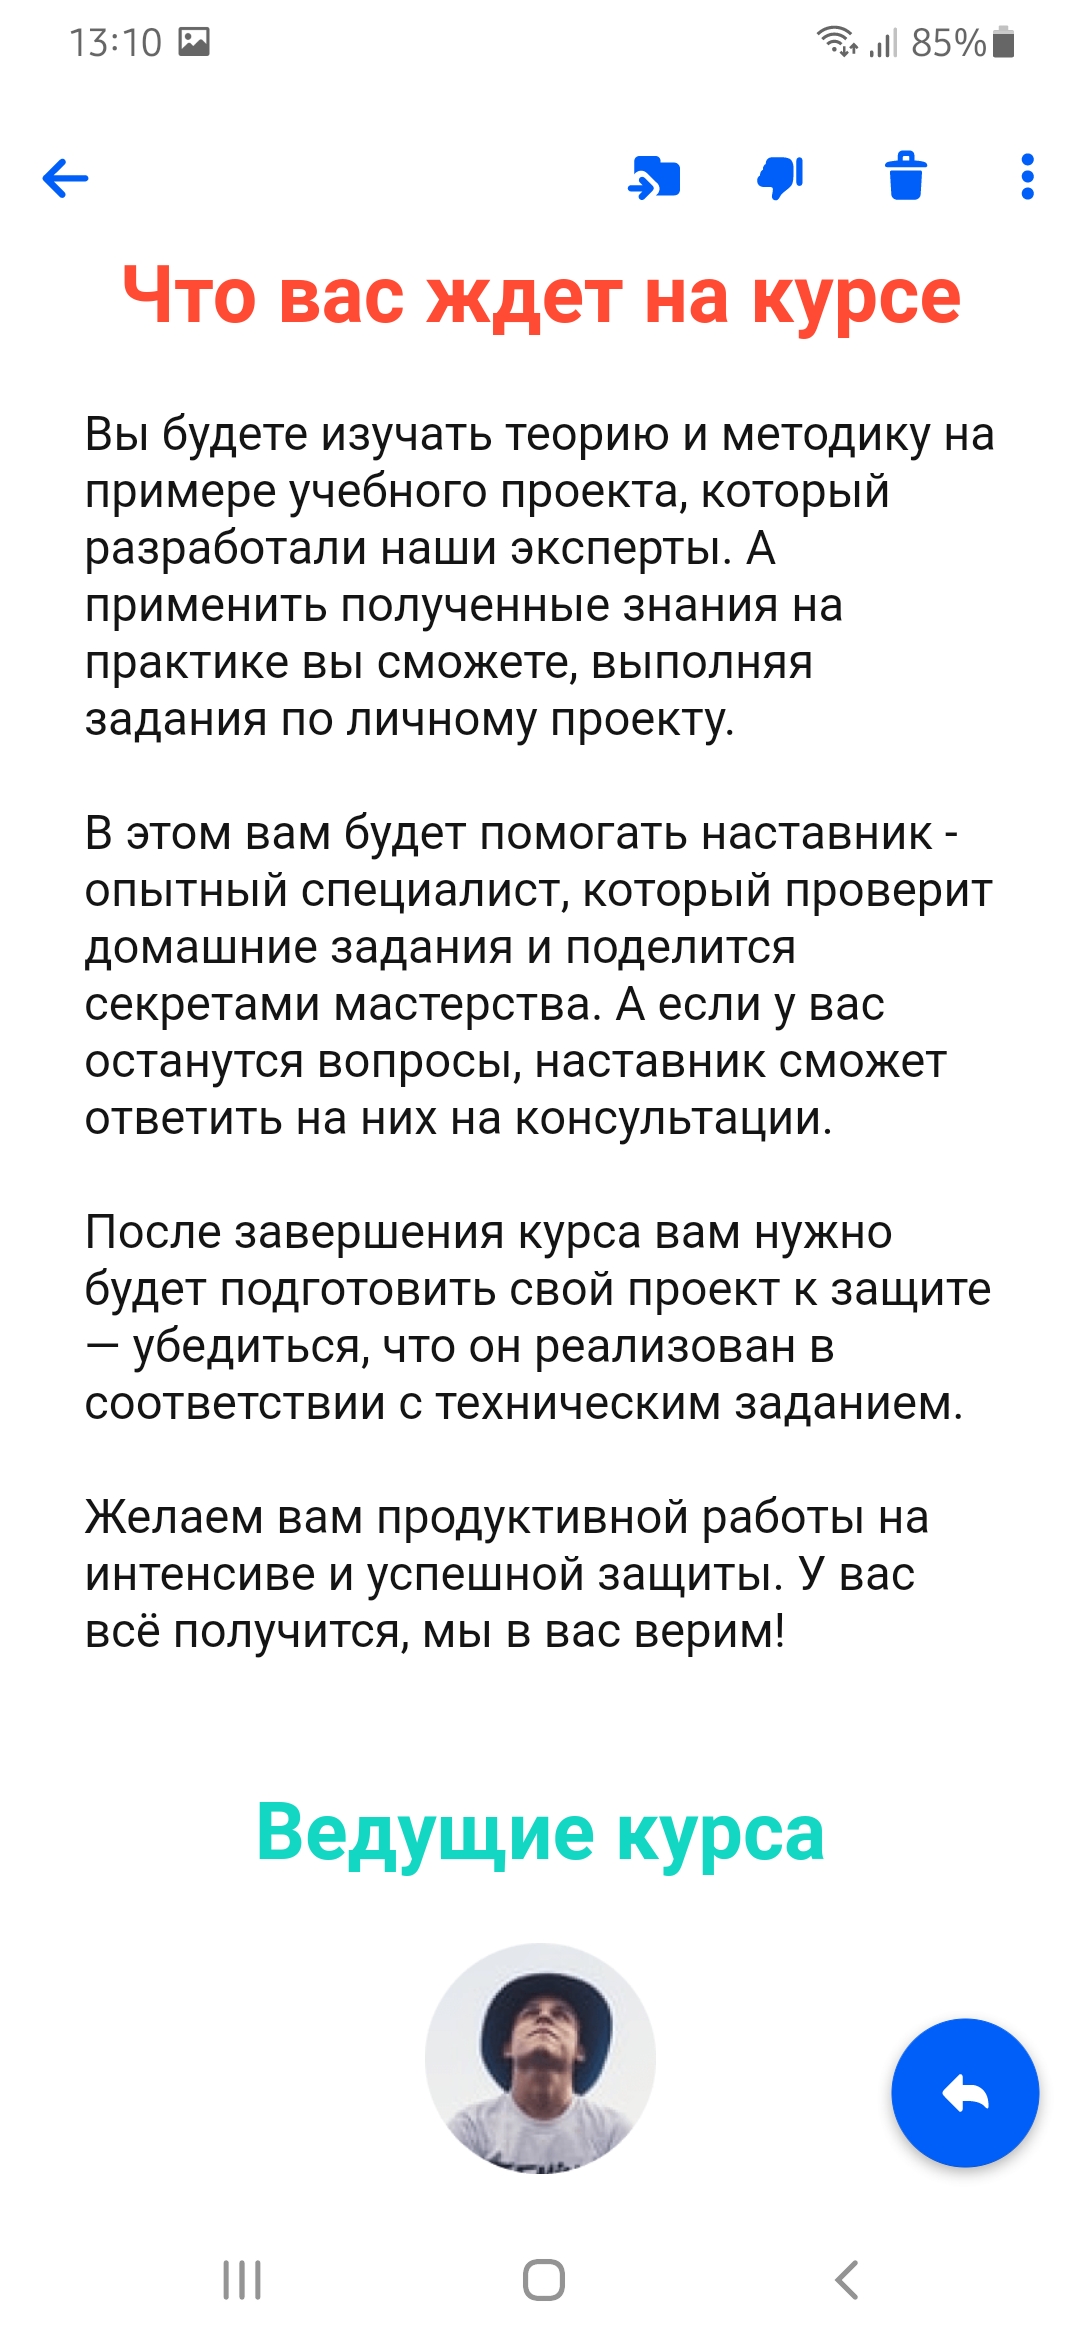 13:10
85%
Что вас ждет на курсе
Вы будете изучать теорию и методику на
примере учебного проекта, который
разработали наши эксперты. А
применить полученные знания на
практике вы сможете, выполняя
задания по личному проекту.
В этом вам будет помогать наставник -
опытный специалист, который проверит
домашние задания и поделится
секретами мастерства. А если у вас
останутся вопросы, наставник сможет
ответить на них на консультации.
После завершения курса вам нужно
будет подготовить свой проект к защите
— убедиться, что он реализован в
соответствии с техническим заданием.
Желаем вам продуктивной работы на
интенсиве и успешной защиты. У вас
всё получится, мы в вас верим!
Ведущие курса